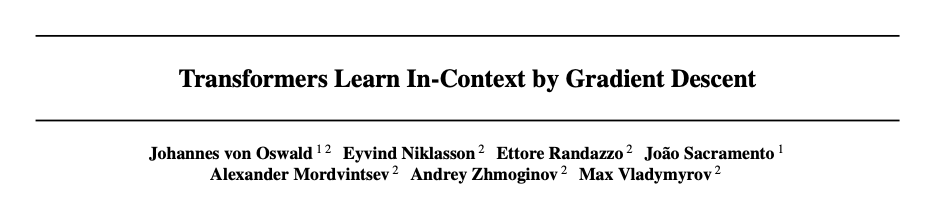 Transformers Learn In-Context by Gradient Descent
Johannes von Oswald 1 2 Eyvind Niklasson 2 Ettore Randazzo 2 João Sacramento 1
Alexander Mordvintsev 2 Andrey Zhmoginov 2 Max Vladymyrov 2